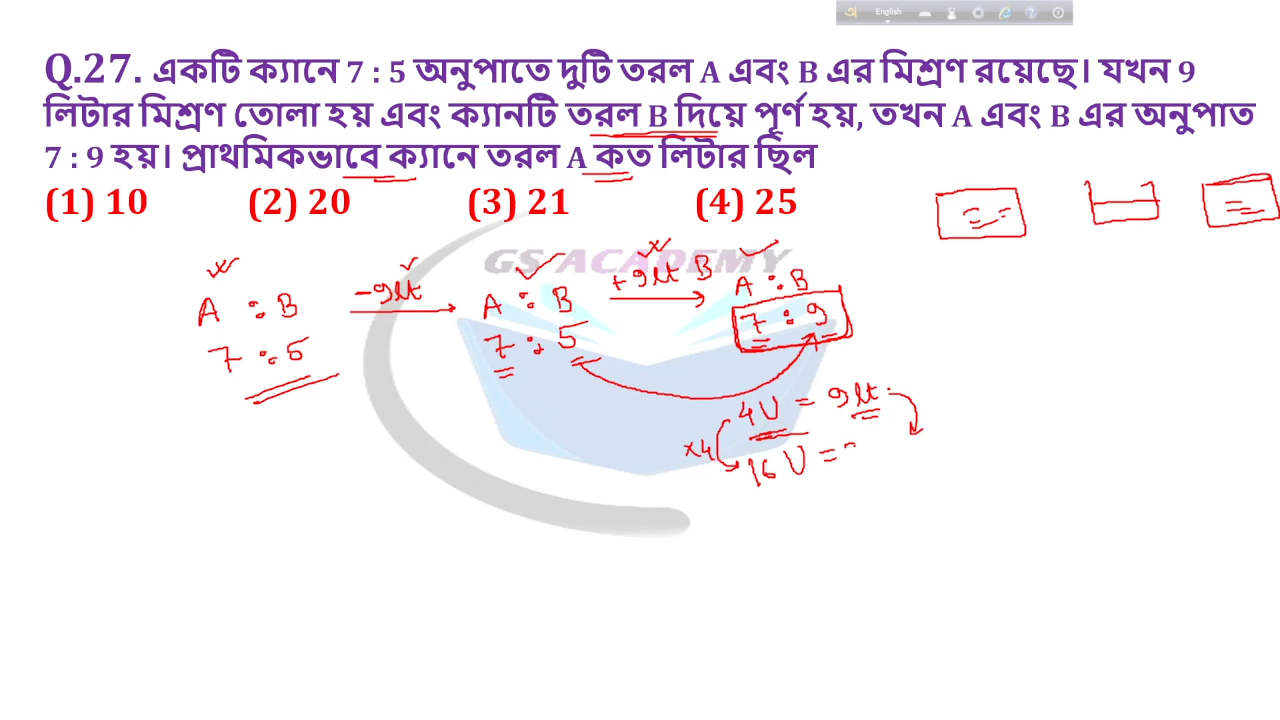 অ English
Q.27. একটি ক্যানে 7 : 5 অনুপাতে দুটি তরল A এবং B এর মিশ্রণ রয়েছে। যখন 9
লিটার মিশ্রণ তোলা হয় এবং ক্যানটি তরল B দিয়ে পূর্ণ হয়, তখন A এবং B এর অনুপাত
7 : 9 হয়। প্রাথমিকভাবে ক্যানে তরল A কত লিটার ছিল
(1) 10 (2) 20 (3) 21 (4) 25
GS ACADEMY
A : B -9lt A : B +9lt B A : B
7 : 5 7 : 5 7 : 9
4U = 9lt
x4
16U = ?